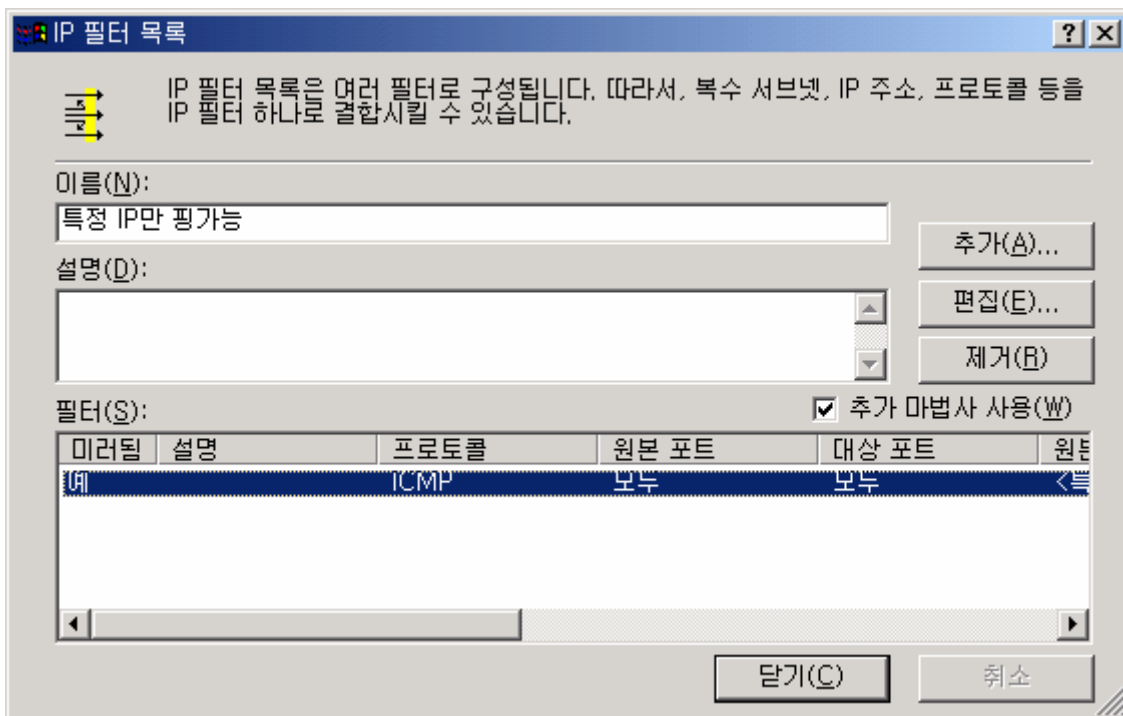 IP 필터 목록
IP 필터 목록은 여러 필터로 구성됩니다. 따라서, 복수 서브넷, IP 주소, 프로토콜 등을
IP 필터 하나로 결합시킬 수 있습니다.
이름(N):
특정 IP만 핑가능
추가(A)...
설명(D):
편집(E)...
제거(R)
필터(S):
추가 마법사 사용(W)
미러됨 설명 프로토콜 원본 포트 대상 포트 원본
예 ICMP 모두 모두 <특
닫기(C) 취소